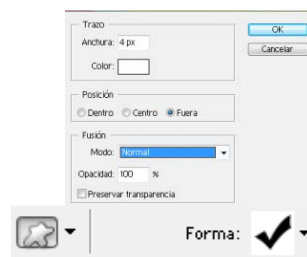 Trazo
Anchura: 4 px
Color:
OK
Cancelar
Posición
Dentro Centro Fuera
Fusión
Modo: Normal
Opacidad: 100 %
Preservar transparencia
Forma: